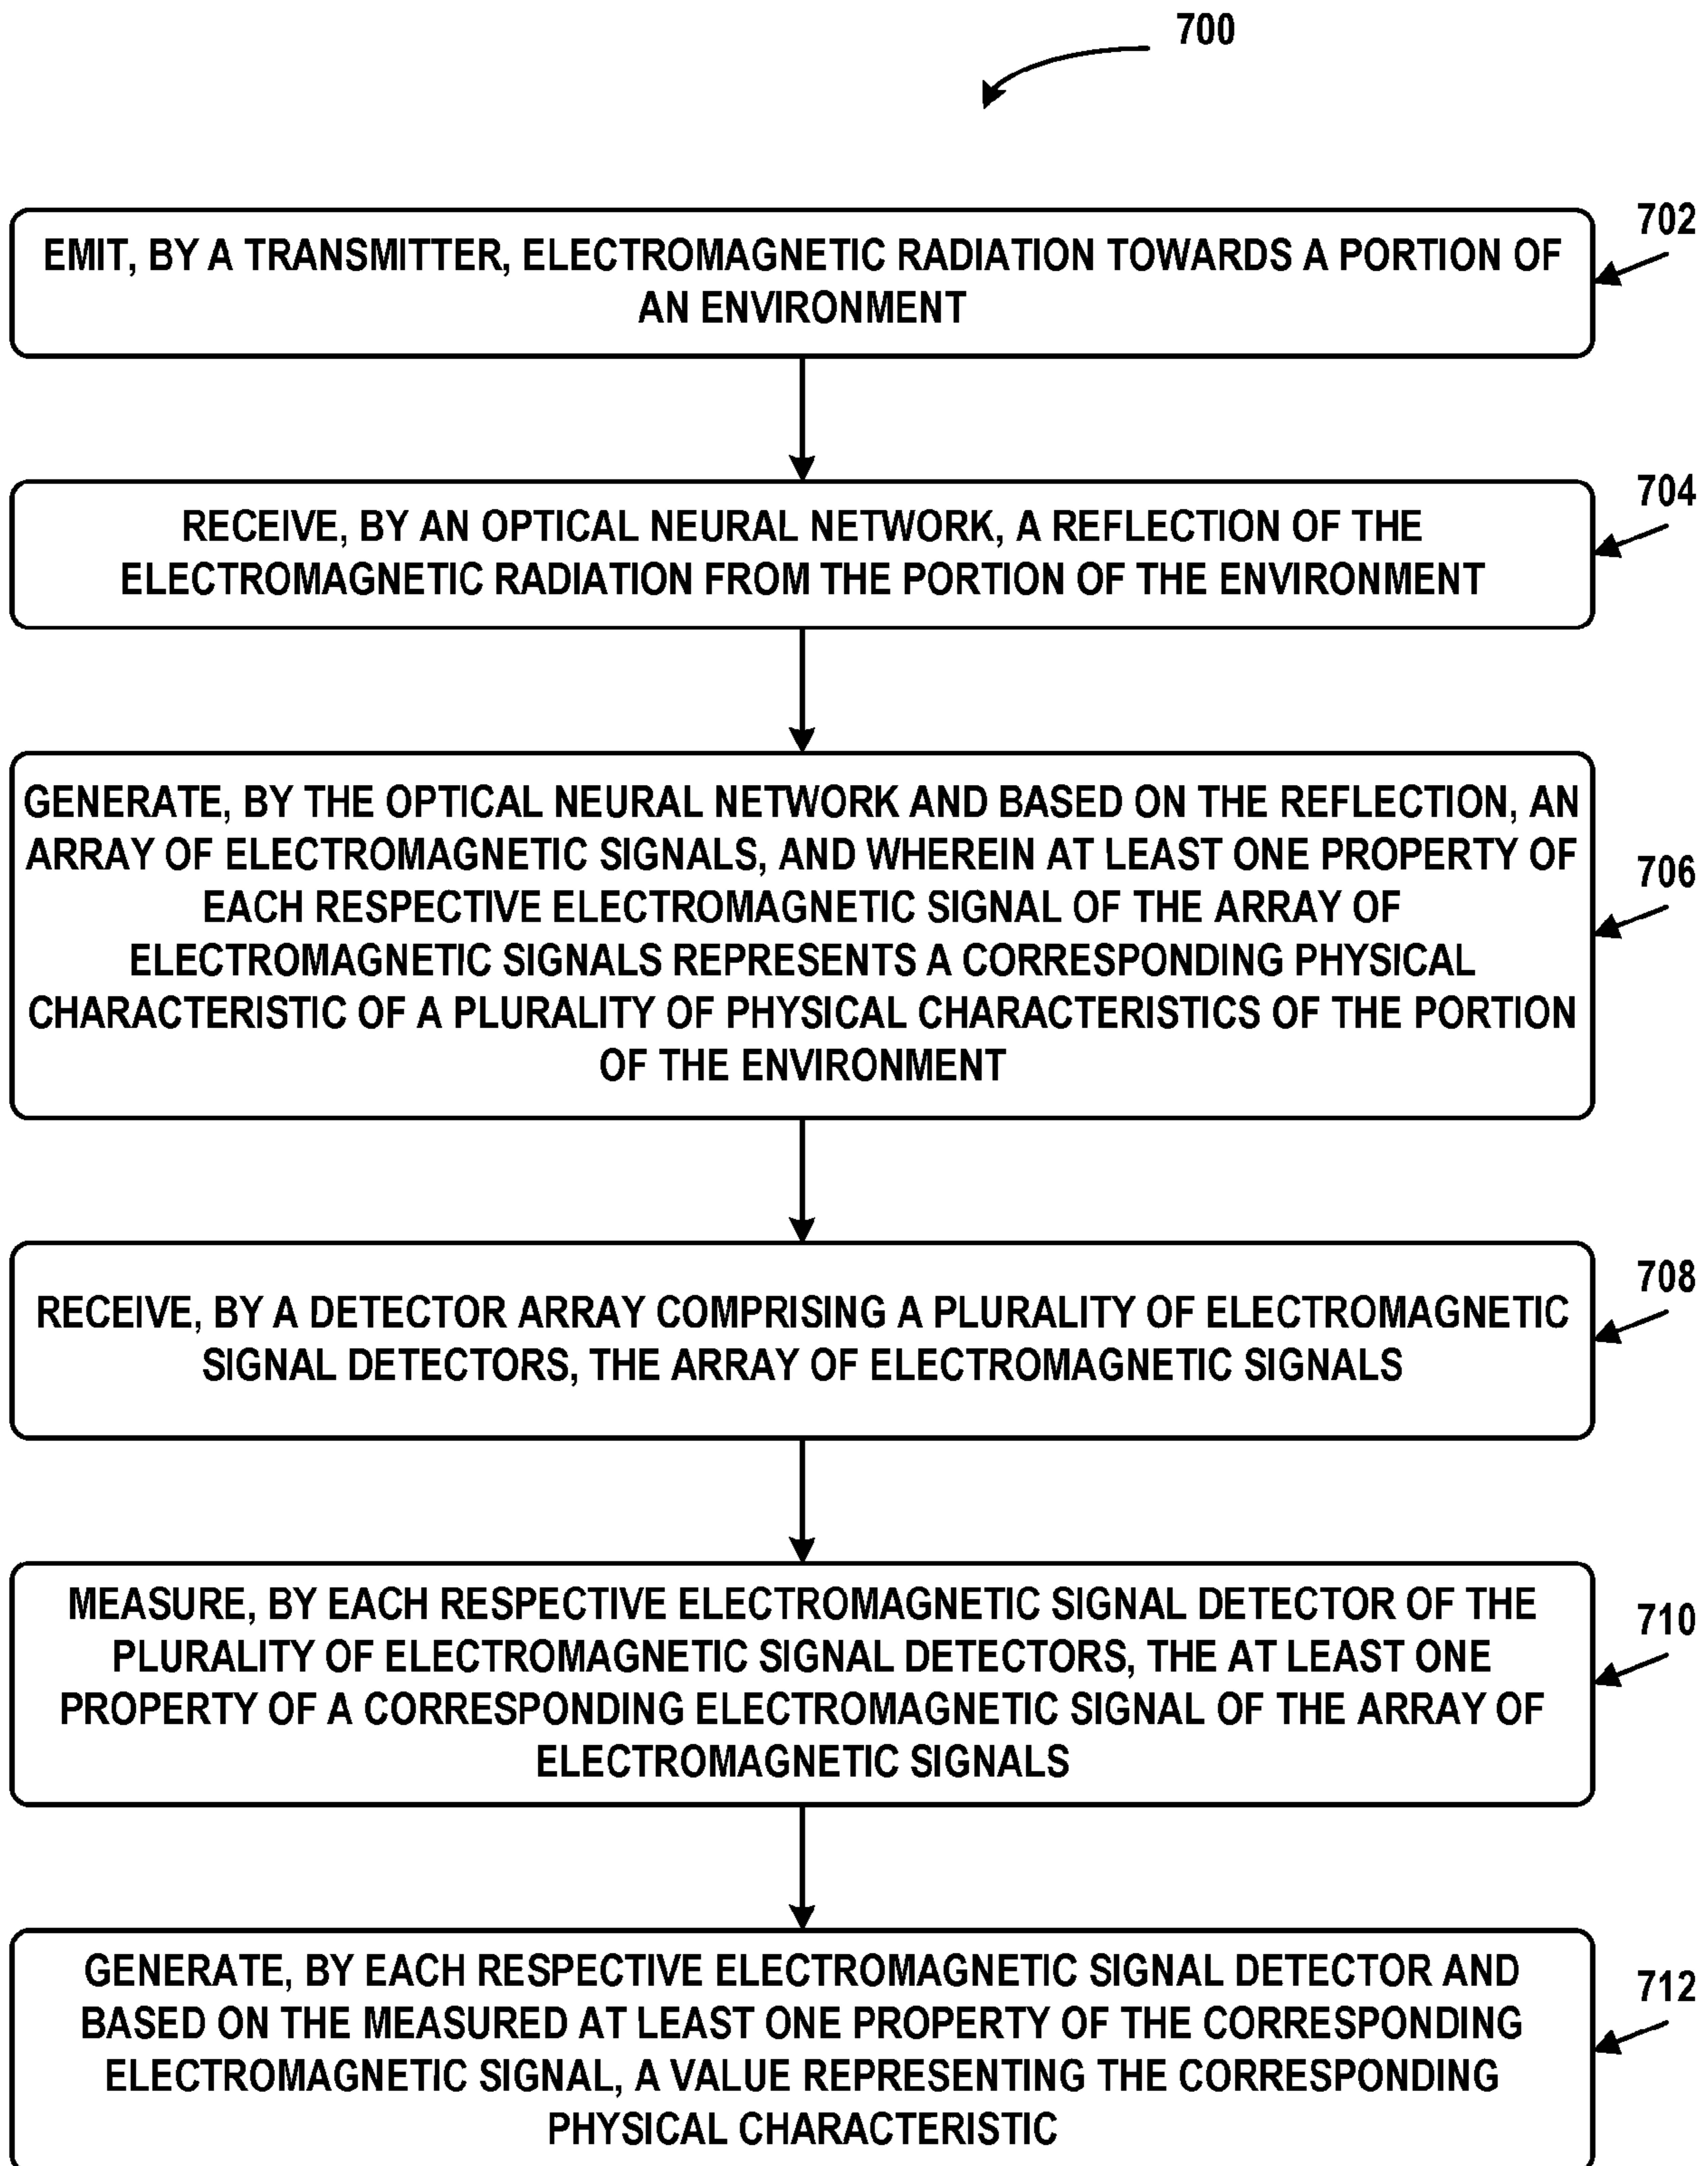 700
702
EMIT, BY A TRANSMITTER, ELECTROMAGNETIC RADIATION TOWARDS A PORTION OF
AN ENVIRONMENT
704
RECEIVE, BY AN OPTICAL NEURAL NETWORK, A REFLECTION OF THE
ELECTROMAGNETIC RADIATION FROM THE PORTION OF THE ENVIRONMENT
706
GENERATE, BY THE OPTICAL NEURAL NETWORK AND BASED ON THE REFLECTION, AN
ARRAY OF ELECTROMAGNETIC SIGNALS, AND WHEREIN AT LEAST ONE PROPERTY OF
EACH RESPECTIVE ELECTROMAGNETIC SIGNAL OF THE ARRAY OF
ELECTROMAGNETIC SIGNALS REPRESENTS A CORRESPONDING PHYSICAL
CHARACTERISTIC OF A PLURALITY OF PHYSICAL CHARACTERISTICS OF THE PORTION
OF THE ENVIRONMENT
708
RECEIVE, BY A DETECTOR ARRAY COMPRISING A PLURALITY OF ELECTROMAGNETIC
SIGNAL DETECTORS, THE ARRAY OF ELECTROMAGNETIC SIGNALS
710
MEASURE, BY EACH RESPECTIVE ELECTROMAGNETIC SIGNAL DETECTOR OF THE
PLURALITY OF ELECTROMAGNETIC SIGNAL DETECTORS, THE AT LEAST ONE
PROPERTY OF A CORRESPONDING ELECTROMAGNETIC SIGNAL OF THE ARRAY OF
ELECTROMAGNETIC SIGNALS
712
GENERATE, BY EACH RESPECTIVE ELECTROMAGNETIC SIGNAL DETECTOR AND
BASED ON THE MEASURED AT LEAST ONE PROPERTY OF THE CORRESPONDING
ELECTROMAGNETIC SIGNAL, A VALUE REPRESENTING THE CORRESPONDING
PHYSICAL CHARACTERISTIC